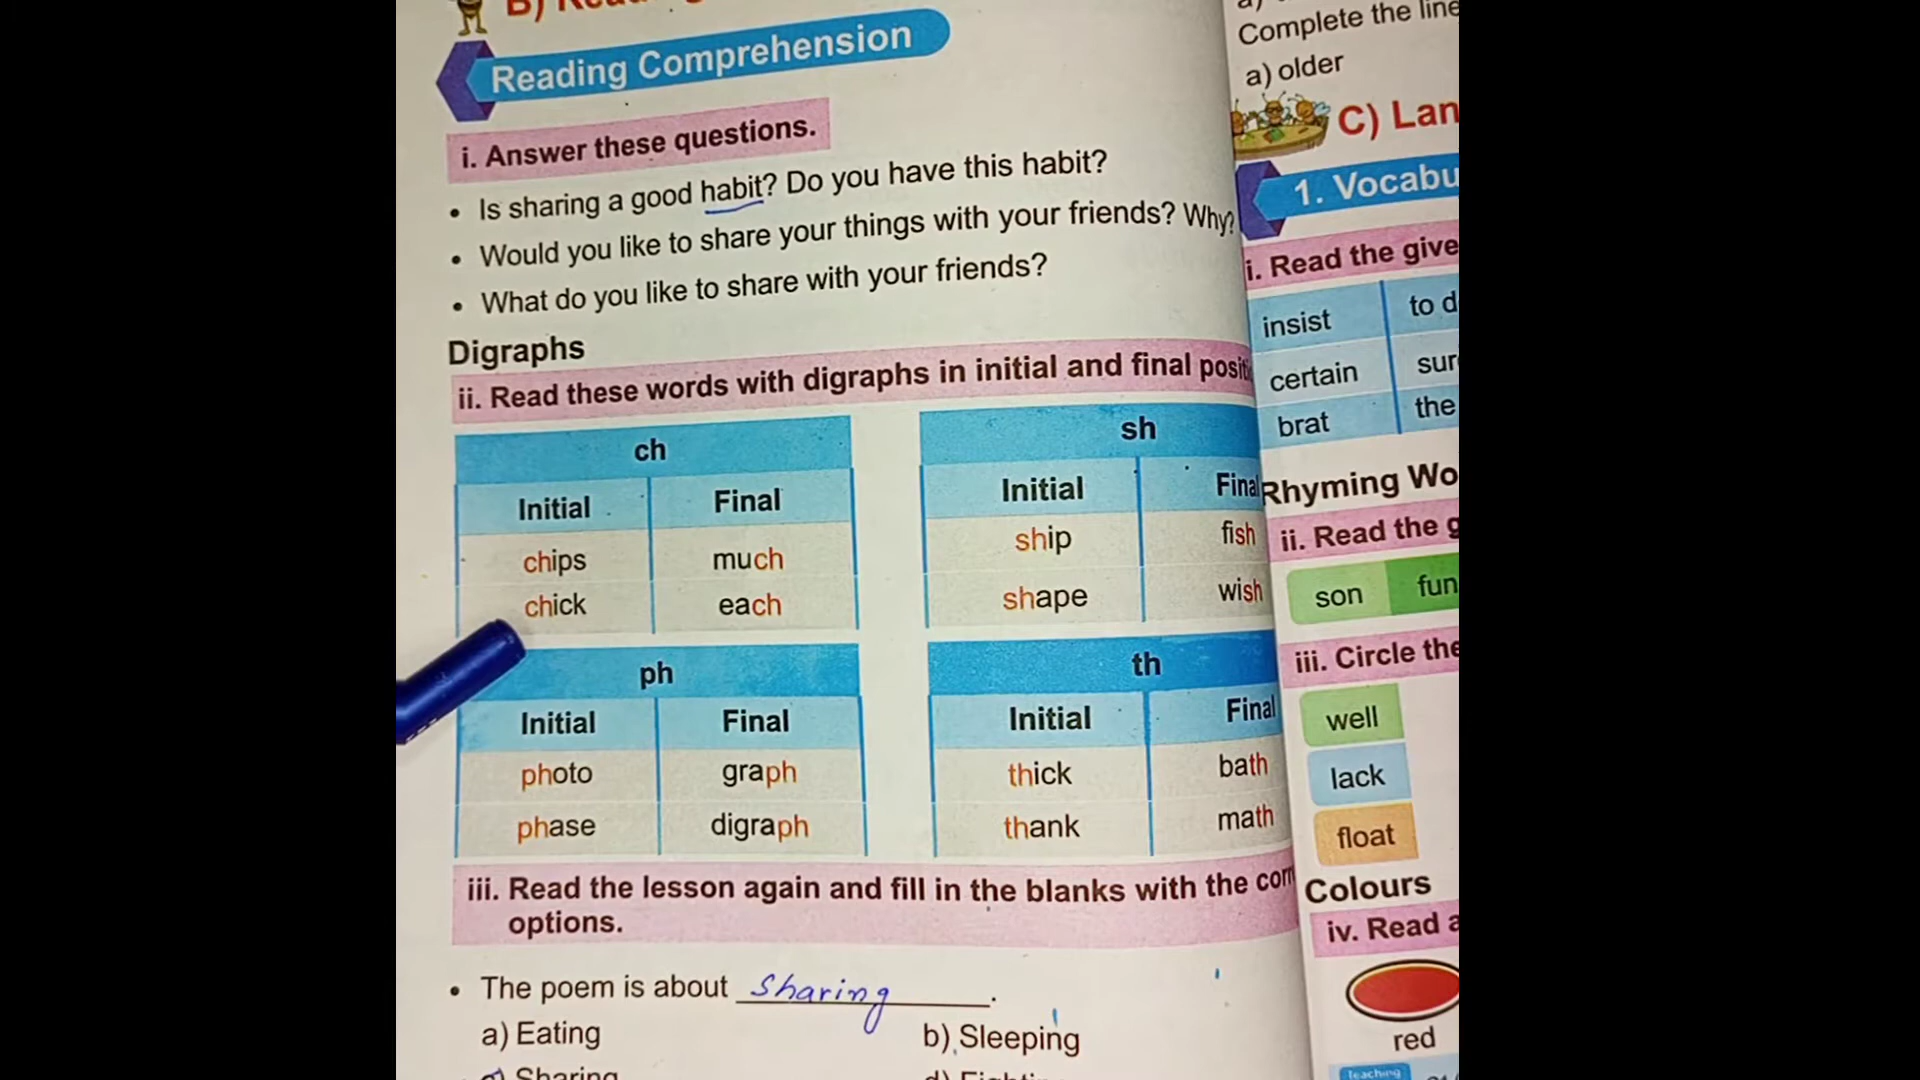 B)
Reading Comprehension
i. Answer these questions.
• Is sharing a good habit? Do you have this habit?
• Would you like to share your things with your friends? Why?
• What do you like to share with your friends?
Digraphs
ii. Read these words with digraphs in initial and final posit
ch
Initial Final
chips much
chick each
sh
Initial Final
ship fish
shape wish
ph
Initial Final
photo graph
phase digraph
th
Initial Final
thick bath
thank math
iii. Read the lesson again and fill in the blanks with the corr
options.
• The poem is about Sharing.
a) Eating
b) Sleeping
Sharing
Complete the line
a) older
C) Lan
1. Vocabu
i. Read the give
insist to d
certain sur
brat the
Rhyming Wo
ii. Read the g
son fun
iii. Circle the
well
lack
float
Colours
iv. Read a
red
Teaching